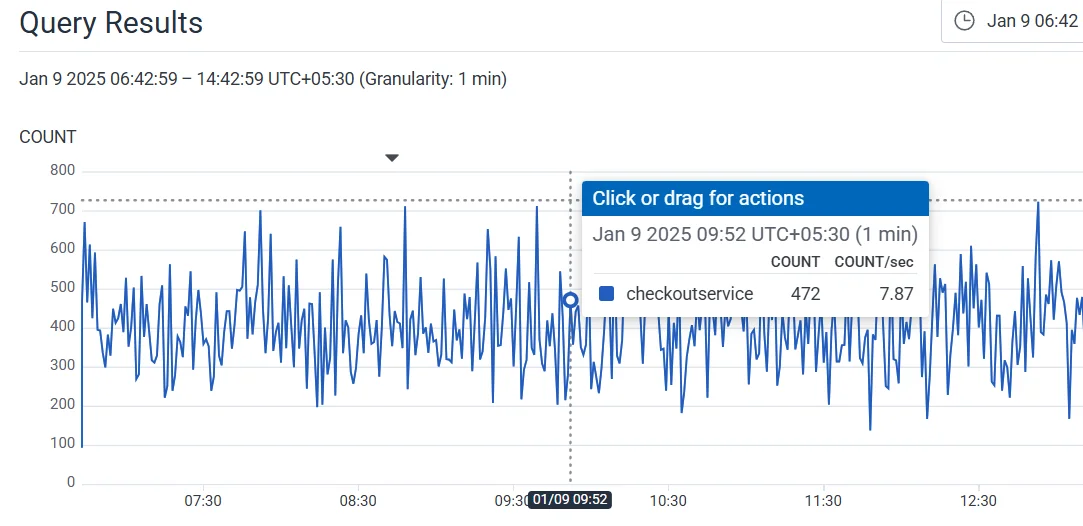 Query Results
Jan 9 06:42
Jan 9 2025 06:42:59 – 14:42:59 UTC+05:30 (Granularity: 1 min)
COUNT
800
700
600
500
400
300
200
100
0
Click or drag for actions
Jan 9 2025 09:52 UTC+05:30 (1 min)
COUNT COUNT/sec
checkoutservice 472 7.87
07:30 08:30 09:30 01/09 09:52 10:30 11:30 12:30